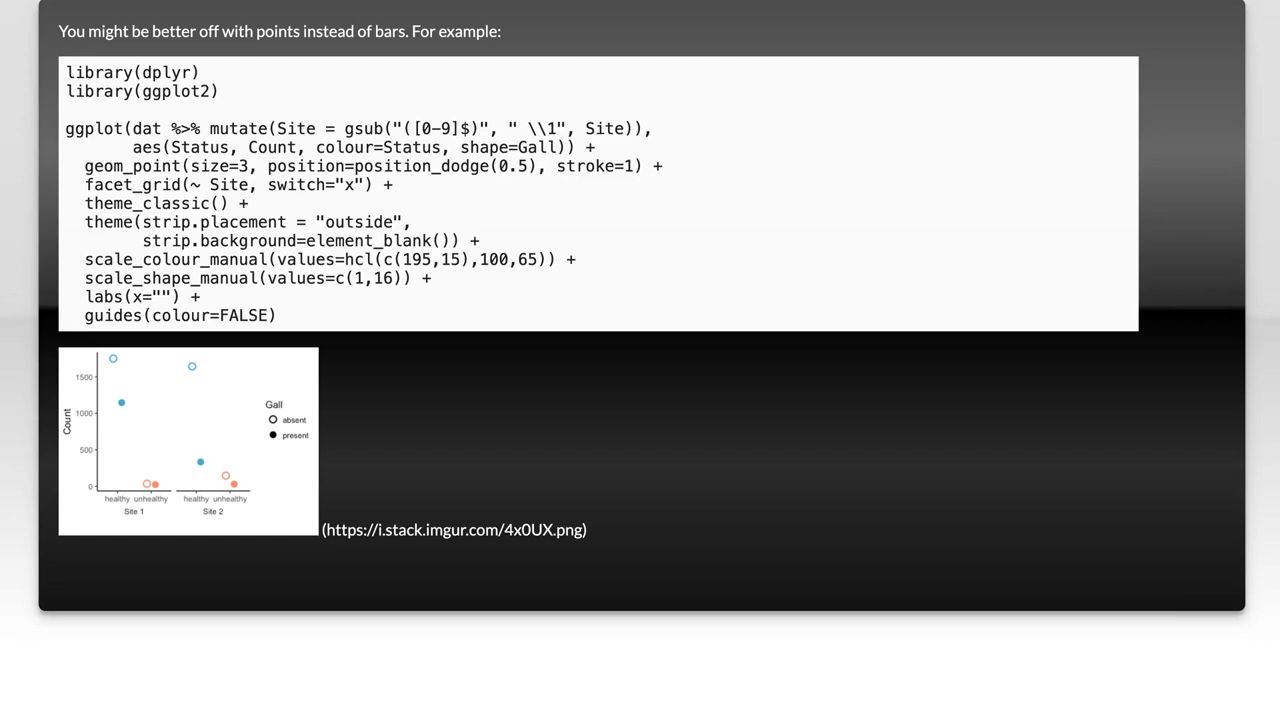 You might be better off with points instead of bars. For example:
library(dplyr)
library(ggplot2)
ggplot(dat %>% mutate(Site = gsub("([0-9]$)", " \\1", Site)),
       aes(Status, Count, colour=Status, shape=Gall)) +
  geom_point(size=3, position=position_dodge(0.5), stroke=1) +
  facet_grid(~ Site, switch="x") +
  theme_classic() +
  theme(strip.placement = "outside",
        strip.background=element_blank()) +
  scale_colour_manual(values=hcl(c(195,15),100,65)) +
  scale_shape_manual(values=c(1,16)) +
  labs(x="") +
  guides(colour=FALSE)
1500
1000
500
0
Count
healthy unhealthy healthy unhealthy
Site 1 Site 2
Gall
absent
present
(https://i.stack.imgur.com/4x0UX.png)